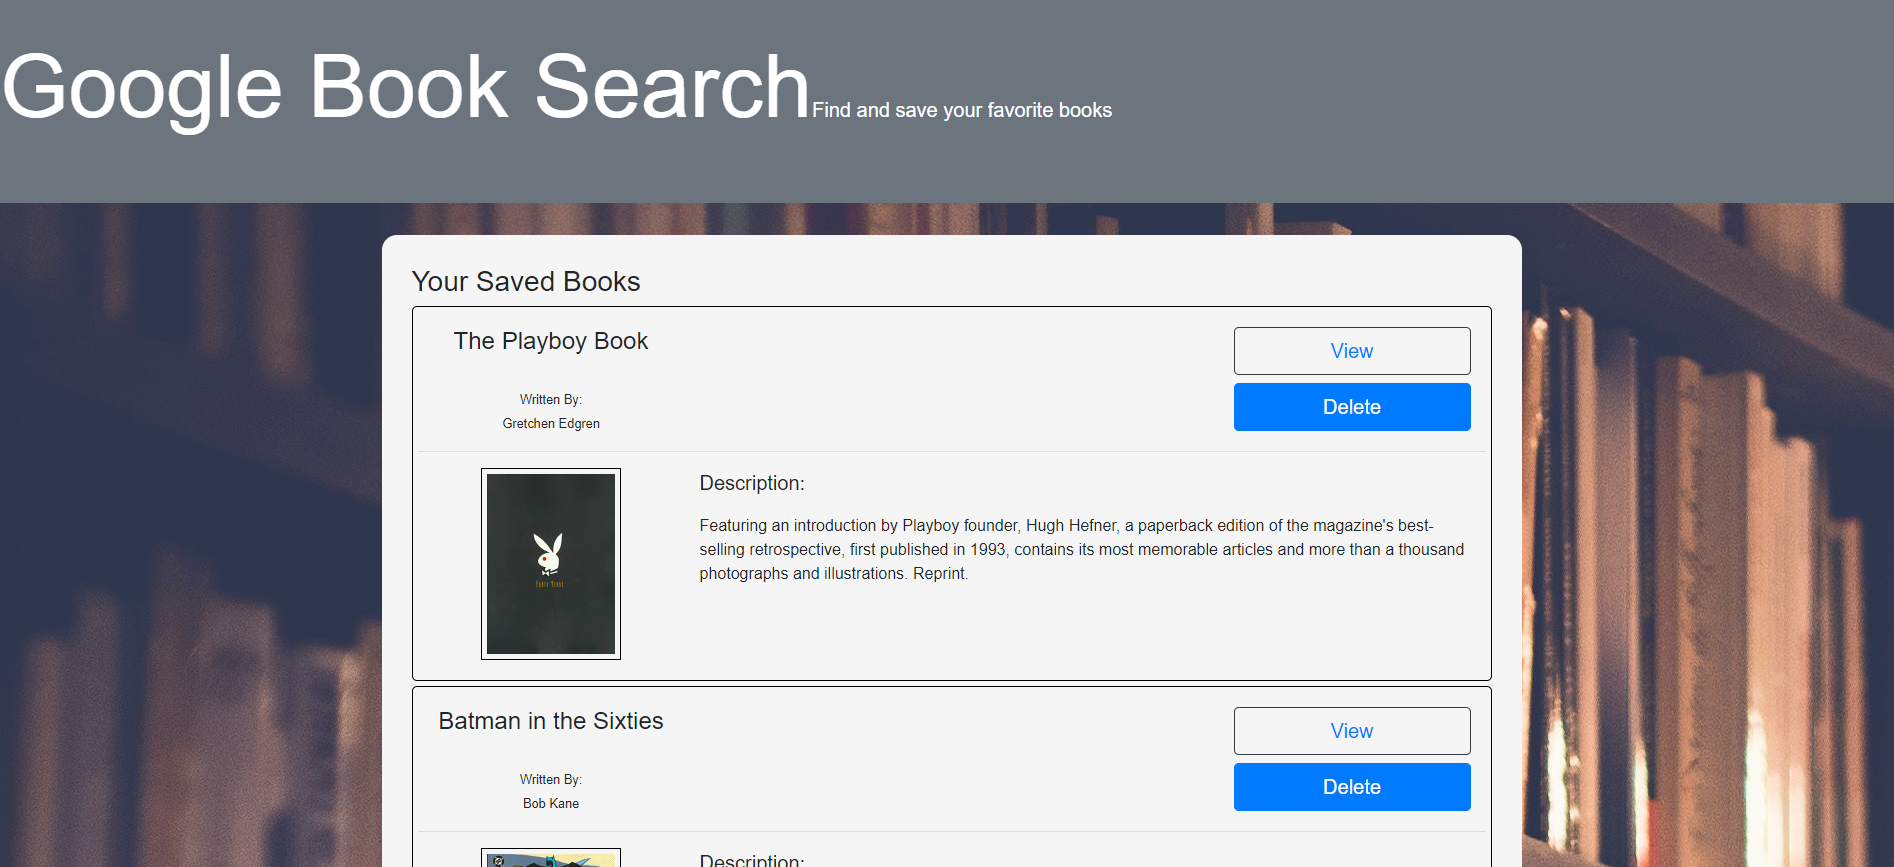 Google Book Search Find and save your favorite books
Your Saved Books
The Playboy Book
View
Delete
Written By:
Gretchen Edgren
Description:
Featuring an introduction by Playboy founder, Hugh Hefner, a paperback edition of the magazine's best-
selling retrospective, first published in 1993, contains its most memorable articles and more than a thousand
photographs and illustrations. Reprint.
Batman in the Sixties
View
Delete
Written By:
Bob Kane
Description: